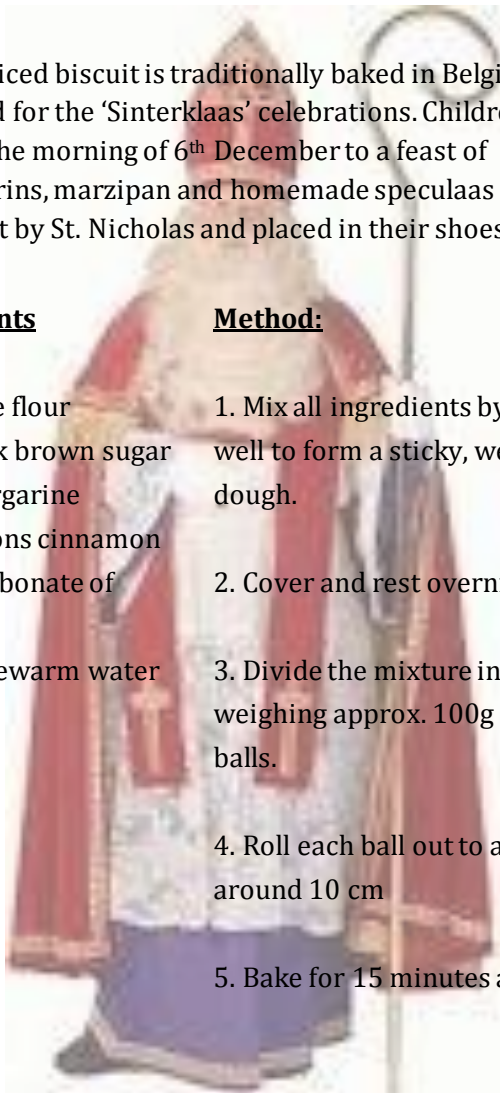 iced biscuit is traditionally baked in Belgi
d for the ‘Sinterklaas’ celebrations. Childre
he morning of 6th December to a feast of
rins, marzipan and homemade speculaas
t by St. Nicholas and placed in their shoes
nts
e flour
k brown sugar
rgarine
ons cinnamon
bonate of
ewarm water
Method:
1. Mix all ingredients by
well to form a sticky, we
dough.
2. Cover and rest overn
3. Divide the mixture in
weighing approx. 100g
balls.
4. Roll each ball out to a
around 10 cm
5. Bake for 15 minutes a